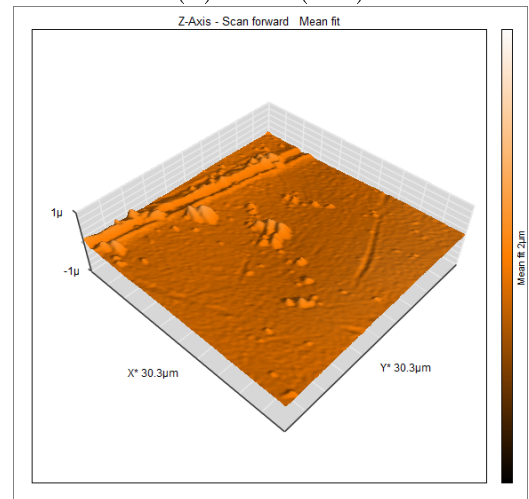 Z-Axis - Scan forward Mean fit
1µ
-1µ
X* 30.3µm
Y* 30.3µm
Mean fit 2µm